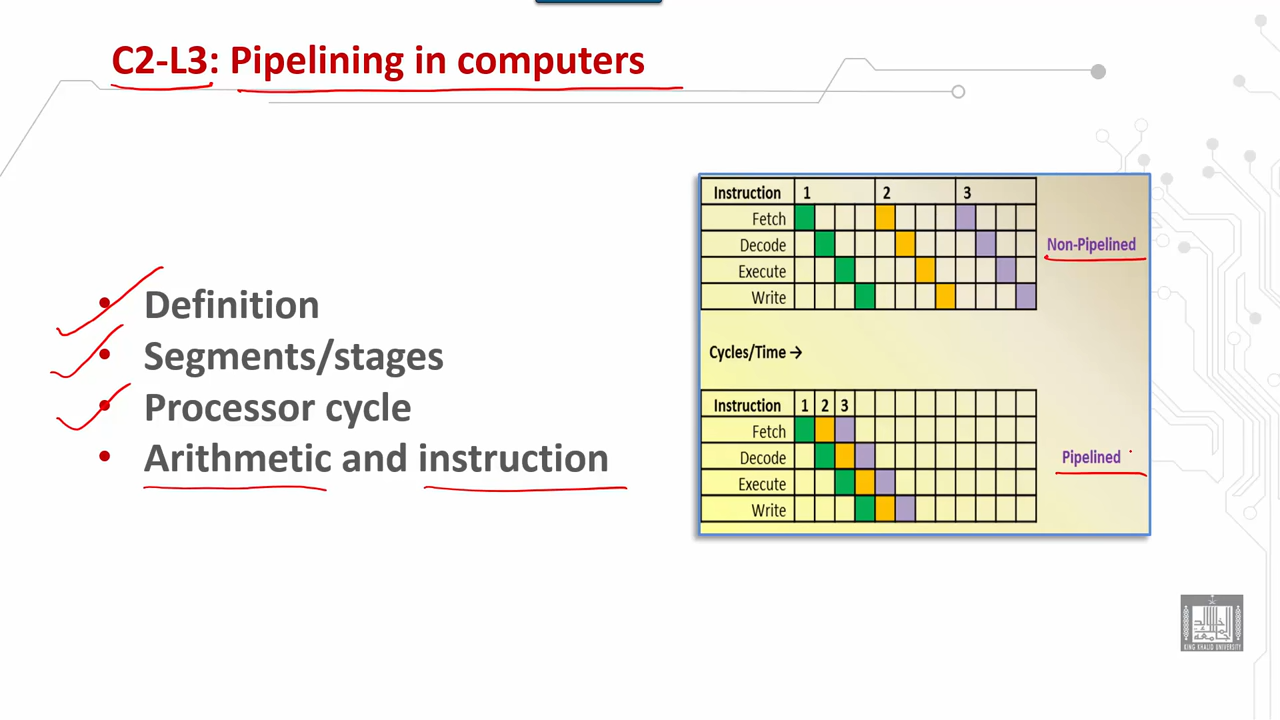 C2-L3: Pipelining in computers
• Definition
• Segments/stages
• Processor cycle
• Arithmetic and instruction
Instruction 1 2 3
Fetch
Decode
Execute
Write
Non-Pipelined
Cycles/Time →
Instruction 1 2 3
Fetch
Decode
Execute
Write
Pipelined
KING KHALID UNIVERSITY